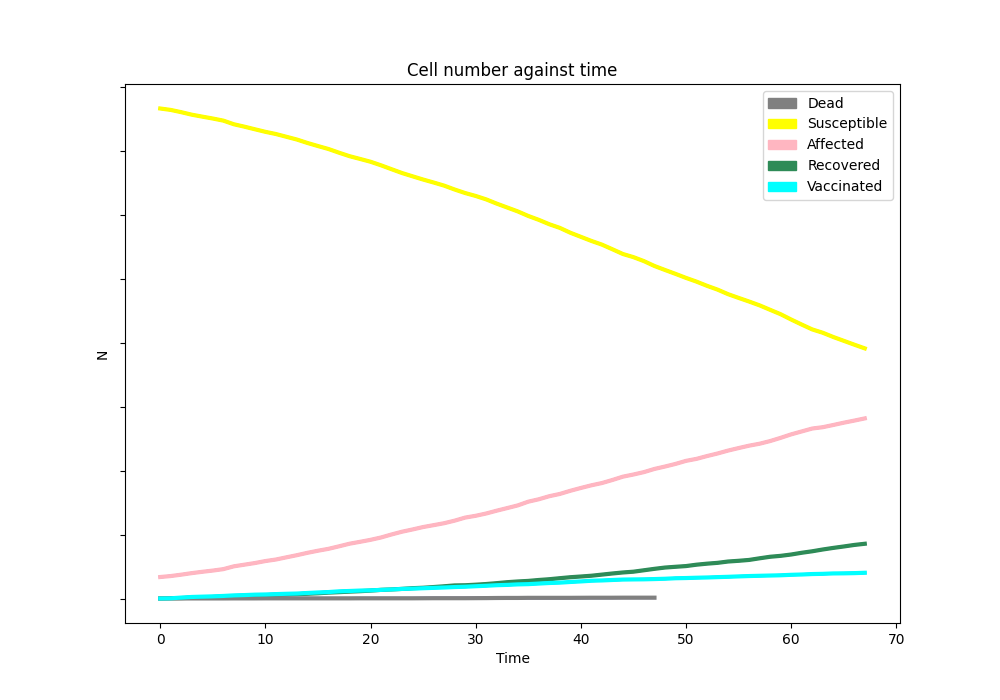 Cell number against time
Dead
Susceptible
Affected
Recovered
Vaccinated
N
0 10 20 30 40 50 60 70
Time